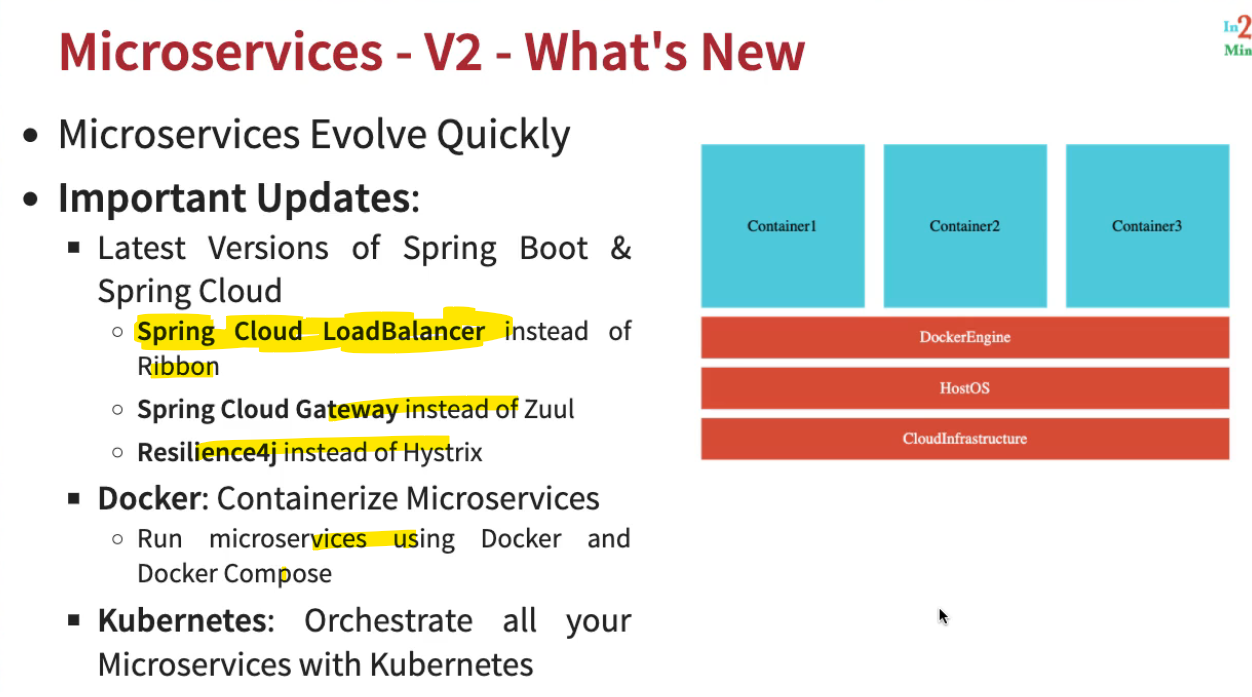 Microservices - V2 - What's New
In2
Min
• Microservices Evolve Quickly
• Important Updates:
▪ Latest Versions of Spring Boot &
Spring Cloud
○ Spring Cloud LoadBalancer instead of
Ribbon
○ Spring Cloud Gateway instead of Zuul
○ Resilience4j instead of Hystrix
▪ Docker: Containerize Microservices
○ Run microservices using Docker and
Docker Compose
▪ Kubernetes: Orchestrate all your
Microservices with Kubernetes
Container1 Container2 Container3
DockerEngine
HostOS
CloudInfrastructure